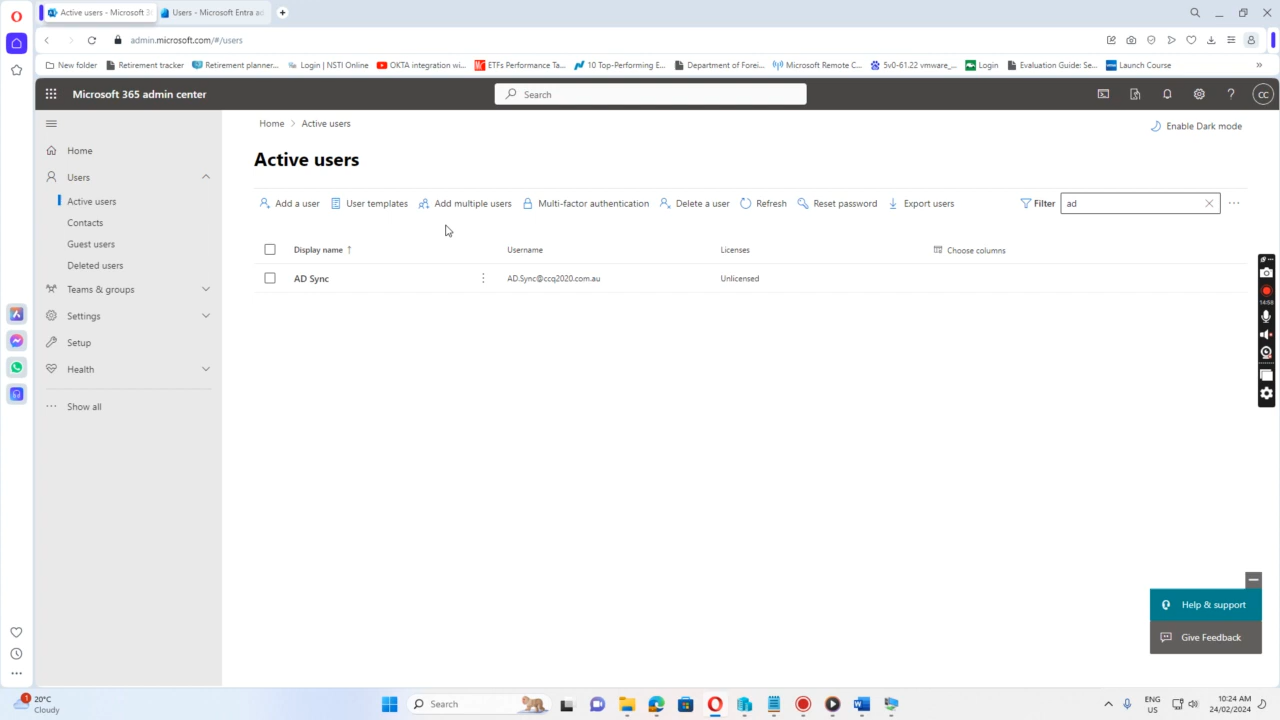 Active users - Microsoft 3
Users - Microsoft Entra ad
admin.microsoft.com/#/users
New folder
Retirement tracker
Retirement planner...
Login | NSTI Online
OKTA integration wi...
ETFs Performance Ta...
10 Top-Performing E...
Department of Forei...
Microsoft Remote C...
5v0-61.22 vmware_...
Login
Evaluation Guide: Se...
Launch Course
Microsoft 365 admin center
Search
CC
Home > Active users
Enable Dark mode
Home
Users
Active users
Contacts
Guest users
Deleted users
Teams & groups
Settings
Setup
Health
Show all
Active users
Add a user
User templates
Add multiple users
Multi-factor authentication
Delete a user
Refresh
Reset password
Export users
Filter
ad
Display name ↑
Username
Licenses
Choose columns
AD Sync
AD.Sync@ccq2020.com.au
Unlicensed
14:58
Help & support
Give Feedback
1
20°C
Cloudy
Search
ENG
US
10:24 AM
24/02/2024